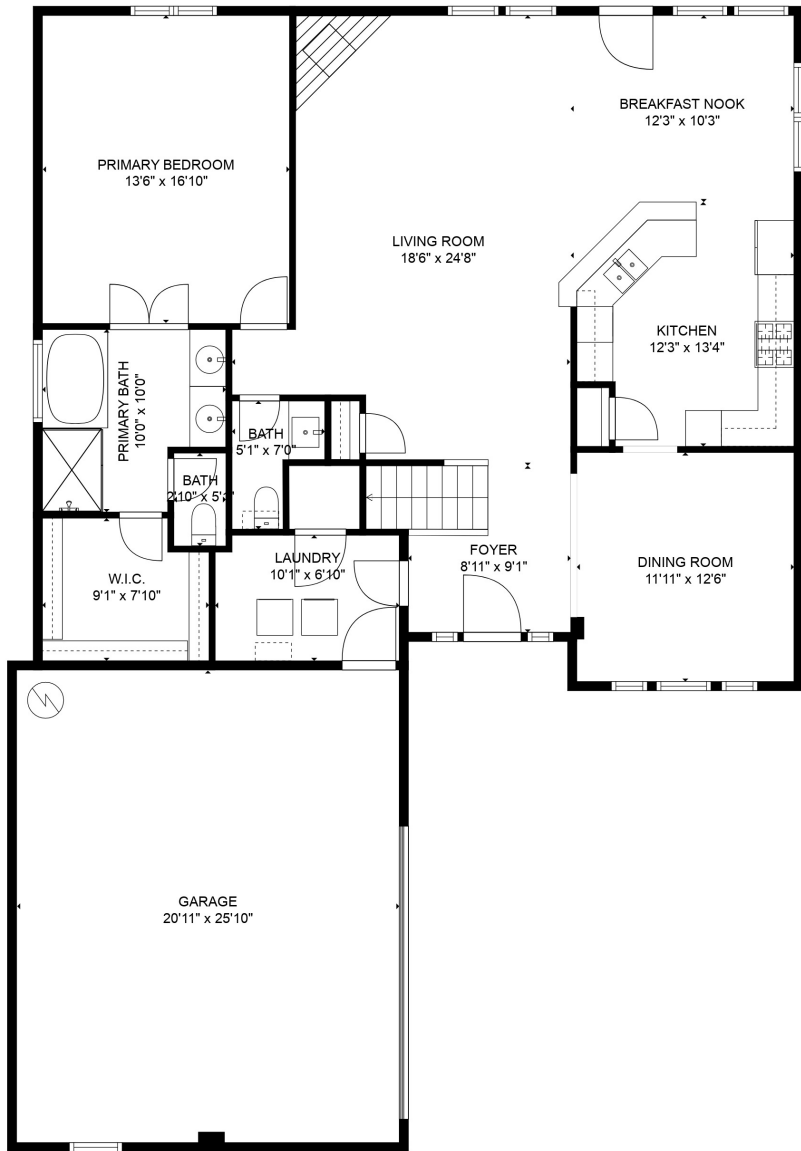 BREAKFAST NOOK
12'3" x 10'3"
PRIMARY BEDROOM
13'6" x 16'10"
LIVING ROOM
18'6" x 24'8"
KITCHEN
12'3" x 13'4"
PRIMARY BATH
10'0" x 10'0"
BATH
5'1" x 7'0"
BATH
2'10" x
LAUNDRY
10'1" x 6'10"
FOYER
8'11" x 9'1"
DINING ROOM
11'11" x 12'6"
W.I.C.
9'1" x 7'10"
GARAGE
20'11" x 25'10"